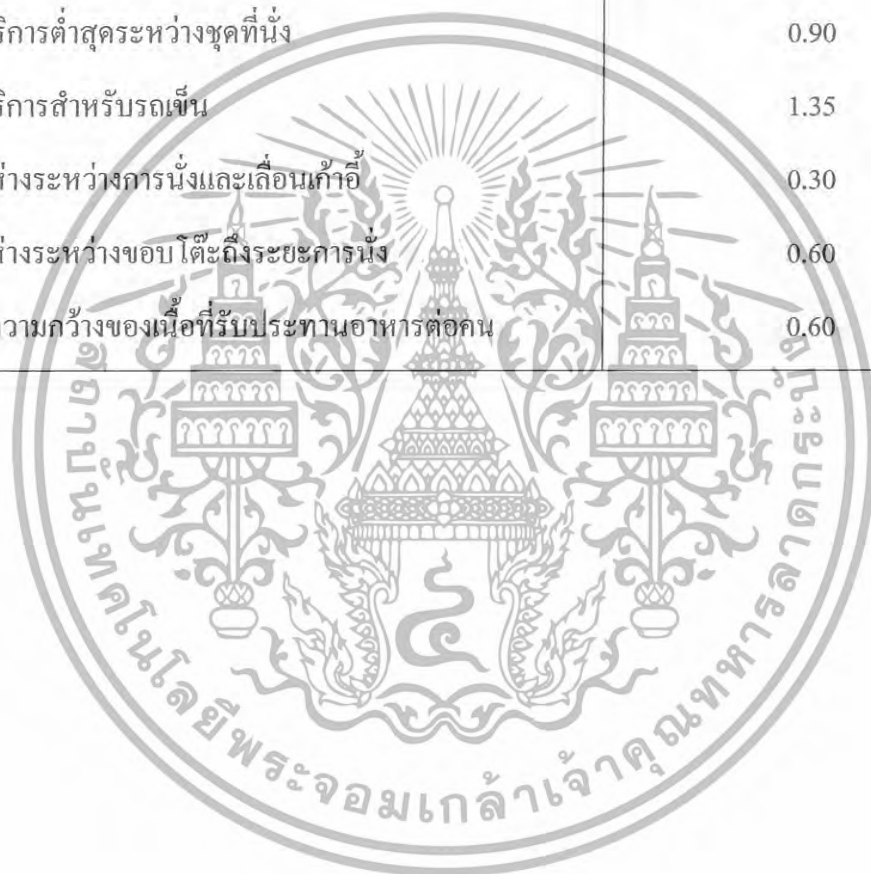 ริการต่ำสุดระหว่างชุดที่นั่ง 0.90
ริการสำหรับรถเข็น 1.35
ห่างระหว่างการนั่งและเลื่อนเก้าอี้ 0.30
ห่างระหว่างขอบโต๊ะถึงระยะการนั่ง 0.60
วามกว้างของเนื้อที่รับประทานอาหารต่อคน 0.60
สถาบันเทคโนโลยีพระจอมเกล้าเจ้าคุณทหารลาดกระบัง
๔